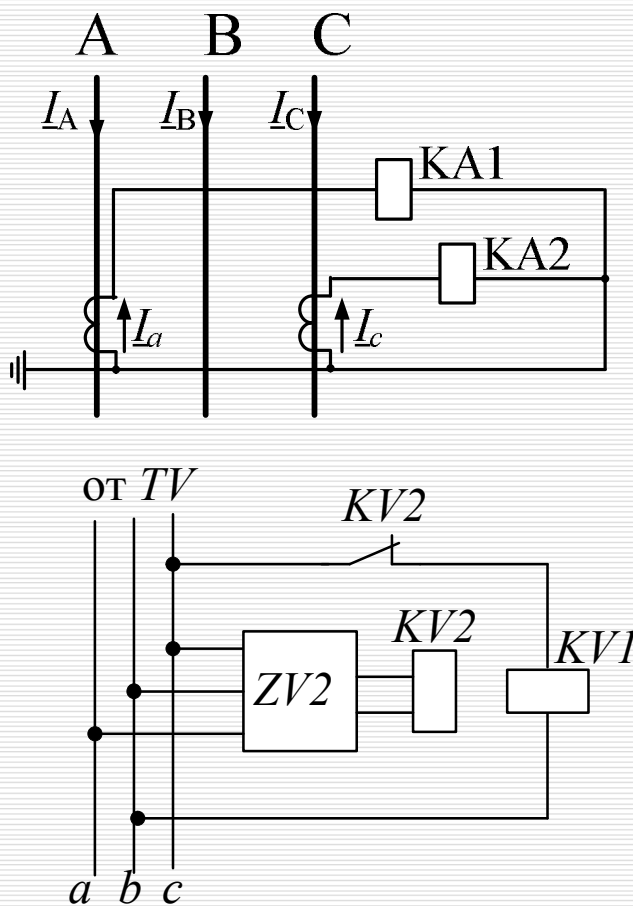 A B C
I_A I_B I_C
KA1
KA2
I_a I_c
от TV
KV2
KV2
KV1
ZV2
a b c